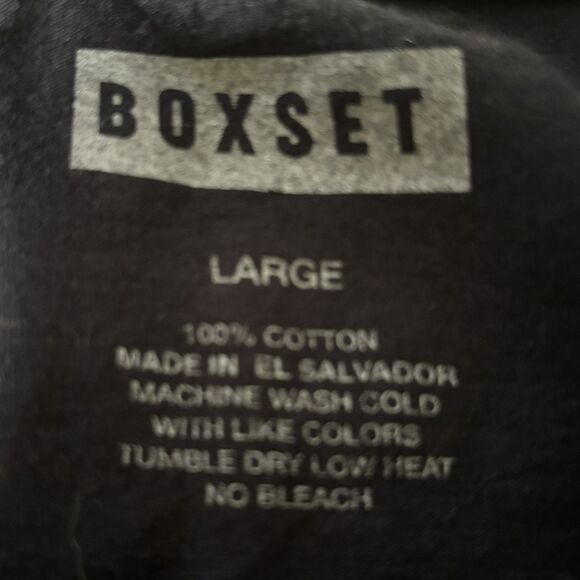 BOXSET
LARGE
100% COTTON
MADE IN EL SALVADOR
MACHINE WASH COLD
WITH LIKE COLORS
TUMBLE DRY LOW HEAT
NO BLEACH